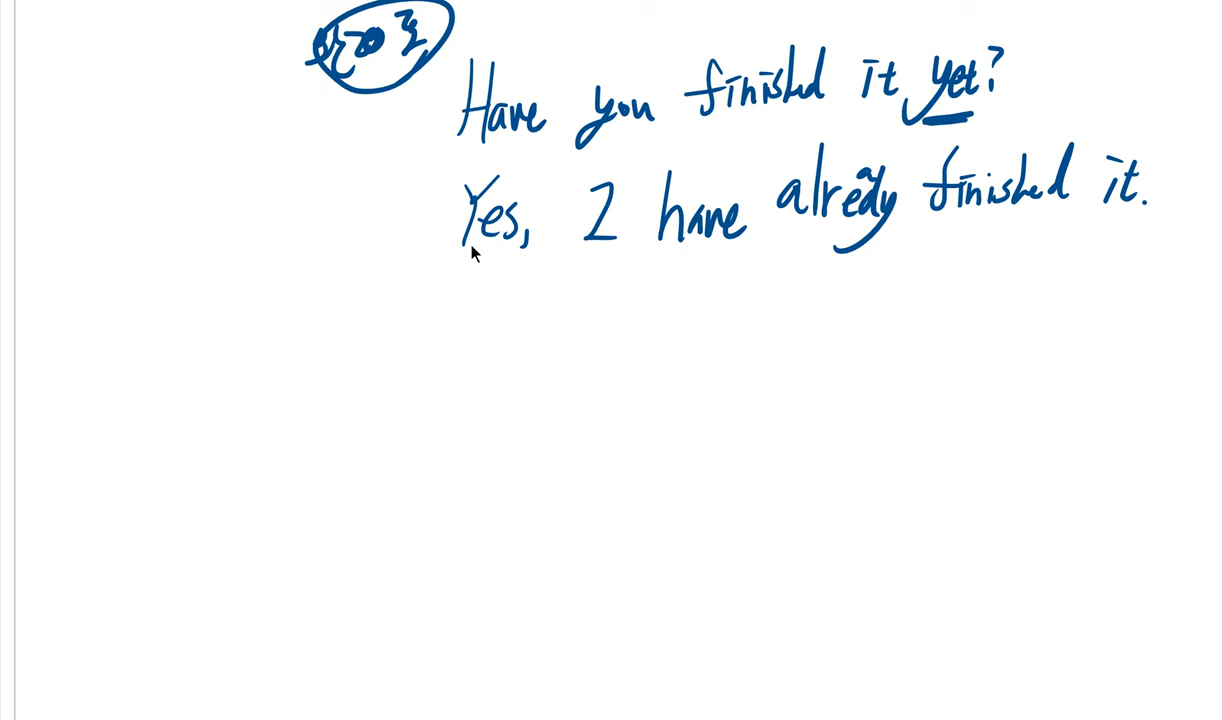 Have you finished it yet?
Yes, I have already finished it.